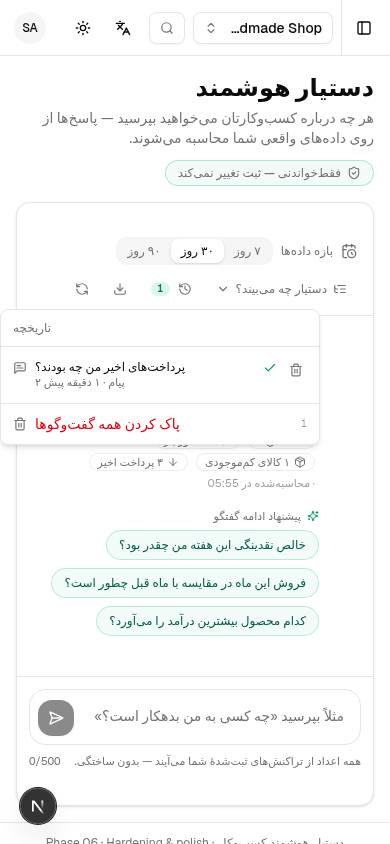 SA
...dmade Shop
دستیار هوشمند
هر چه درباره کسب‌وکارتان می‌خواهید بپرسید — پاسخ‌ها از
روی داده‌های واقعی شما محاسبه می‌شوند.
فقط‌خواندنی — ثبت تغییر نمی‌کند
بازه داده‌ها
۷ روز
۳۰ روز
۹۰ روز
دستیار چه می‌بیند؟
1
تاریخچه
پرداخت‌های اخیر من چه بودند؟
۲ پیام · ۱ دقیقه پیش
پاک کردن همه گفت‌وگوها
1
۱ کالای کم‌موجودی
۳ پرداخت اخیر
· محاسبه‌شده در 05:55
پیشنهاد ادامه گفتگو
خالص نقدینگی این هفته من چقدر بود؟
فروش این ماه در مقایسه با ماه قبل چطور است؟
کدام محصول بیشترین درآمد را می‌آورد؟
مثلاً بپرسید «چه کسی به من بدهکار است؟»
همه اعداد از تراکنش‌های ثبت‌شدهٔ شما می‌آیند — بدون ساختگی.
0/500
N
دستیار هوشمند کسب‌وکار · Phase 06 · Hardening & polish